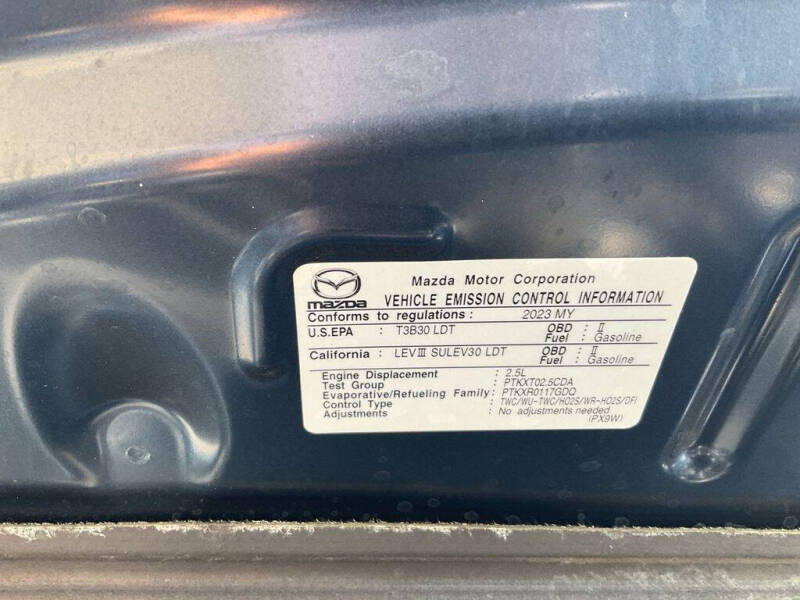 mazda
Mazda Motor Corporation
VEHICLE EMISSION CONTROL INFORMATION
Conforms to regulations : 2023 MY
U.S.EPA : T3B30 LDT OBD : II
Fuel : Gasoline
California : LEVIII SULEV30 LDT OBD : II
Fuel : Gasoline
Engine Displacement : 2.5L
Test Group : PTKXT02.5CDA
Evaporative/Refueling Family: PTKXR0117GDQ
Control Type : TWC/WU-TWC/HO2S/WR-HO2S/DFI
Adjustments : No adjustments needed
(PX9W)